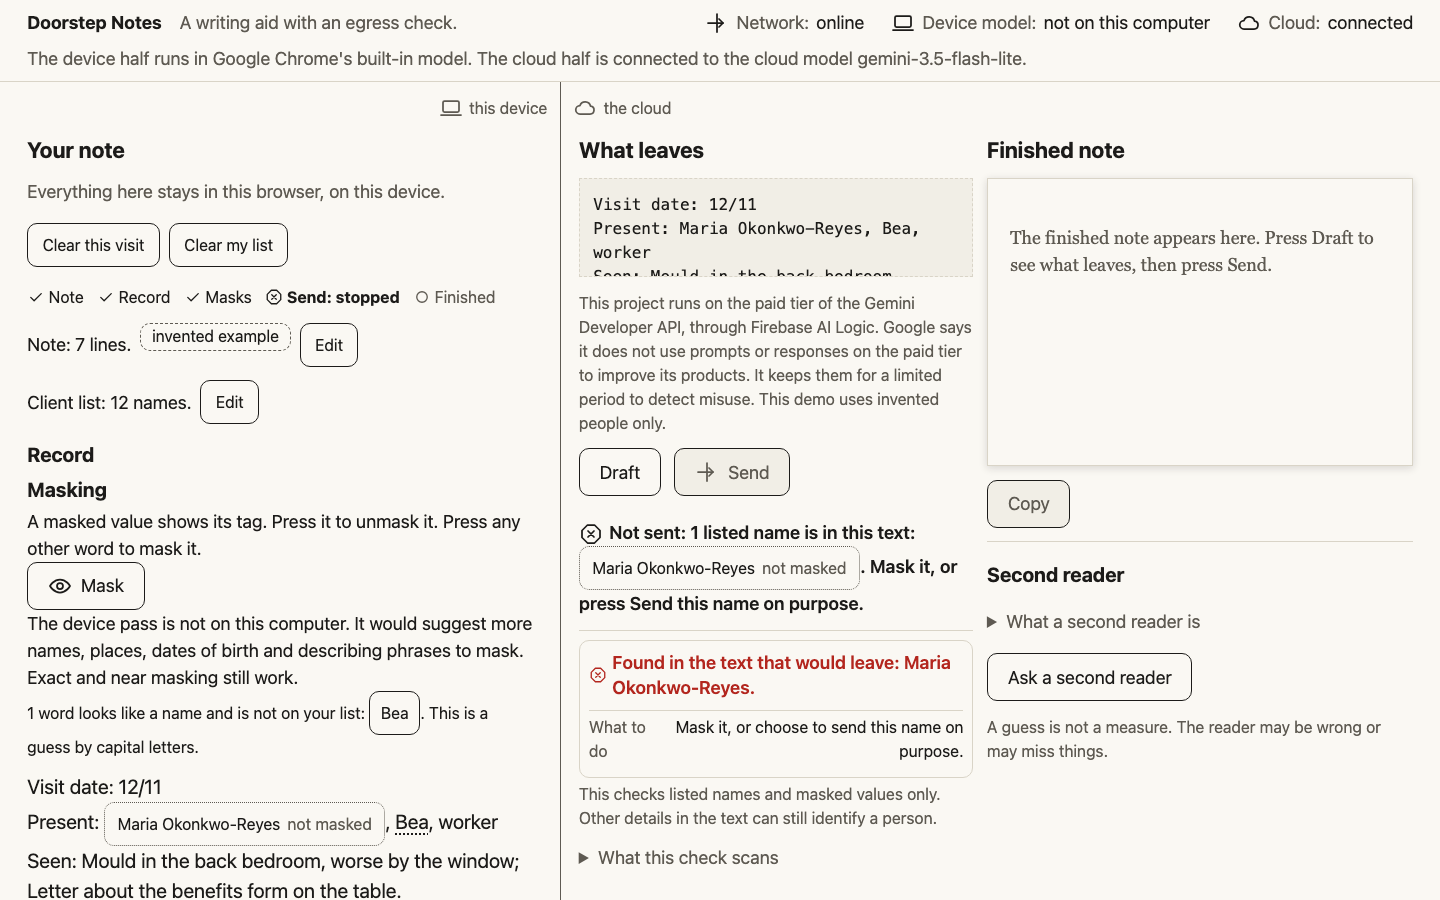 Doorstep Notes A writing aid with an egress check. Network: online Device model: not on this computer Cloud: connected
The device half runs in Google Chrome's built-in model. The cloud half is connected to the cloud model gemini-3.5-flash-lite.
this device
Your note
Everything here stays in this browser, on this device.
Clear this visit Clear my list
Note Record Masks Send: stopped Finished
Note: 7 lines. invented example Edit
Client list: 12 names. Edit
Record
Masking
A masked value shows its tag. Press it to unmask it. Press any
other word to mask it.
Mask
The device pass is not on this computer. It would suggest more
names, places, dates of birth and describing phrases to mask.
Exact and near masking still work.
1 word looks like a name and is not on your list: Bea . This is a
guess by capital letters.
Visit date: 12/11
Present: Maria Okonkwo-Reyes not masked , Bea, worker
Seen: Mould in the back bedroom, worse by the window;
Letter about the benefits form on the table.
the cloud
What leaves
Visit date: 12/11
Present: Maria Okonkwo-Reyes, Bea,
worker
Seen: Mould in the back bedroom
This project runs on the paid tier of the Gemini
Developer API, through Firebase AI Logic. Google says
it does not use prompts or responses on the paid tier
to improve its products. It keeps them for a limited
period to detect misuse. This demo uses invented
people only.
Draft Send
Not sent: 1 listed name is in this text:
Maria Okonkwo-Reyes not masked . Mask it, or
press Send this name on purpose.
Found in the text that would leave: Maria
Okonkwo-Reyes.
What to do Mask it, or choose to send this name on
purpose.
This checks listed names and masked values only.
Other details in the text can still identify a person.
What this check scans
Finished note
The finished note appears here. Press Draft to
see what leaves, then press Send.
Copy
Second reader
What a second reader is
Ask a second reader
A guess is not a measure. The reader may be wrong or
may miss things.